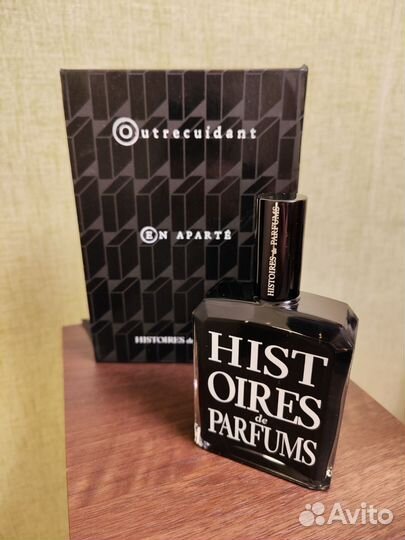 Outrecuidant
EN APARTÉ
HISTOIRES de
HISTOIRES de PARFUMS
HIST
OIRES
de
PARFUMS
Avito